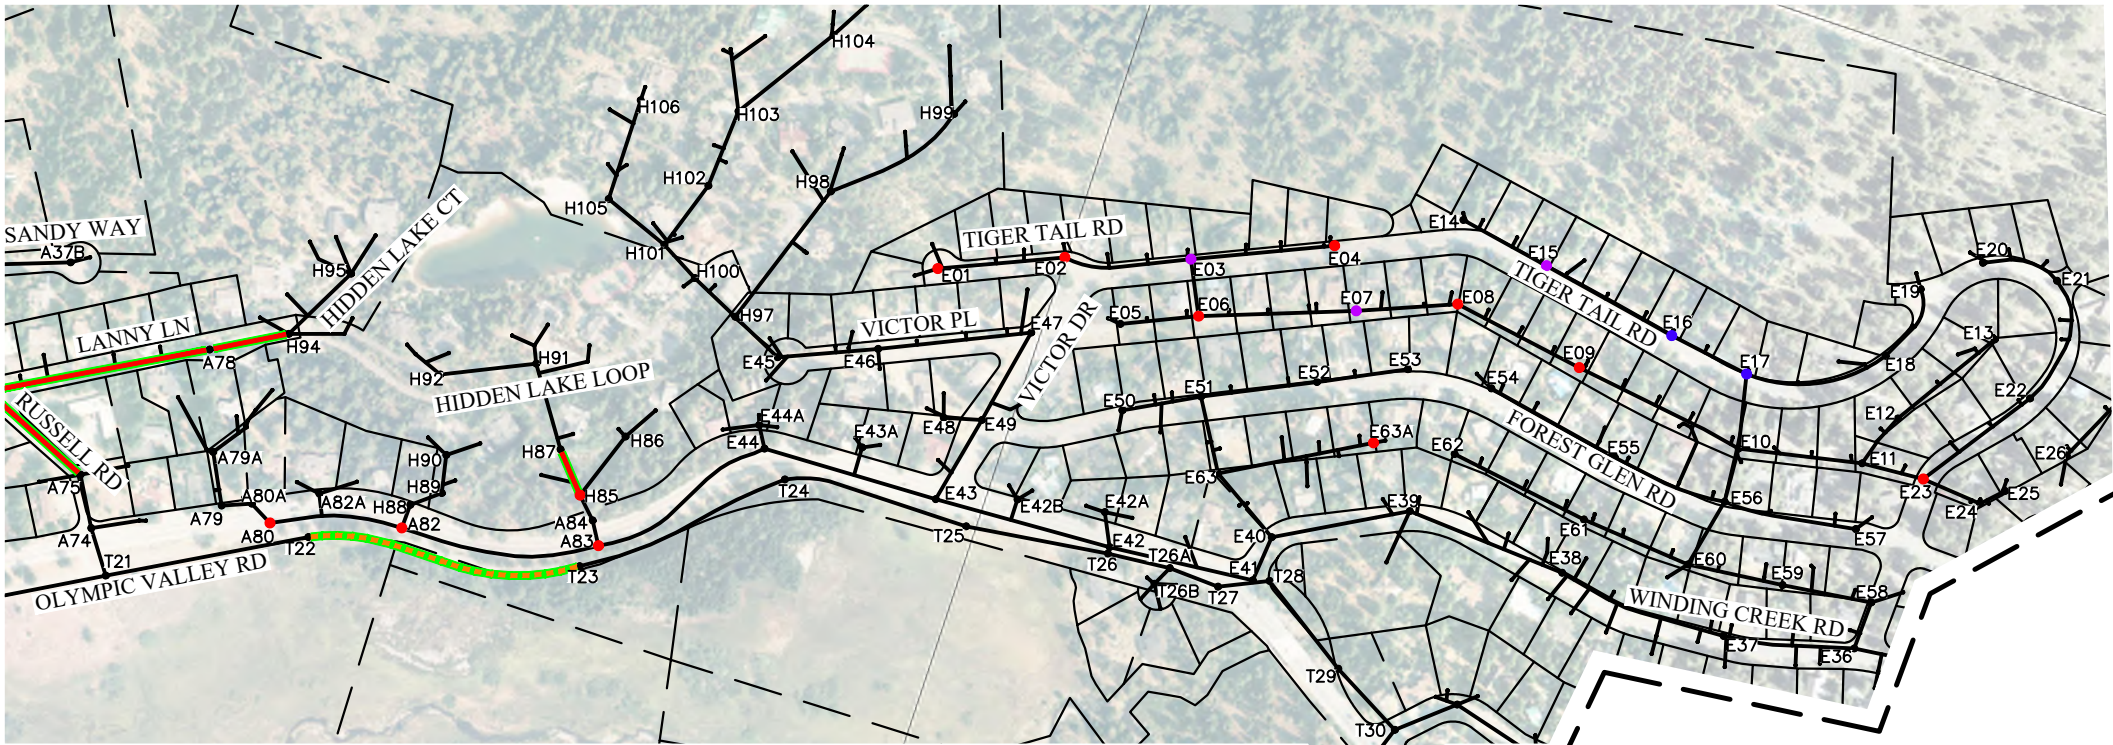 H104
H106
H103
H99
H102
H98
H105
SANDY WAY
A37B
HIDDEN LAKE CT
H95
H101
TIGER TAIL RD
E14
E01
E02
E03
E04
E15
E20
H100
E21
TIGER TAIL RD
E19
LANNY LN
H94
H97
VICTOR PL
E47
VICTOR DR
E05
E06
E07
E08
E16
E13
A78
H91
H92
E45
E46
E53
E09
E17
E18
HIDDEN LAKE LOOP
E52
E54
E22
RUSSELL RD
E44A
E48
E49
E50
E51
FOREST GLEN RD
E12
A79A
H90
H87
H86
E44
E43A
E63A
E62
E55
E10
E11
E26
A75
A80A
A82A
H89
H88
H85
T24
E43
E42B
E42A
E63
E39
E56
E23
E25
E24
A79
A80
A82
A84
A83
T25
E42
E40
E61
E57
A74
T21
T22
T23
T26
T26A
E41
T28
E38
E60
E59
E58
OLYMPIC VALLEY RD
T26B
T27
WINDING CREEK RD
E37
E36
T29
T30